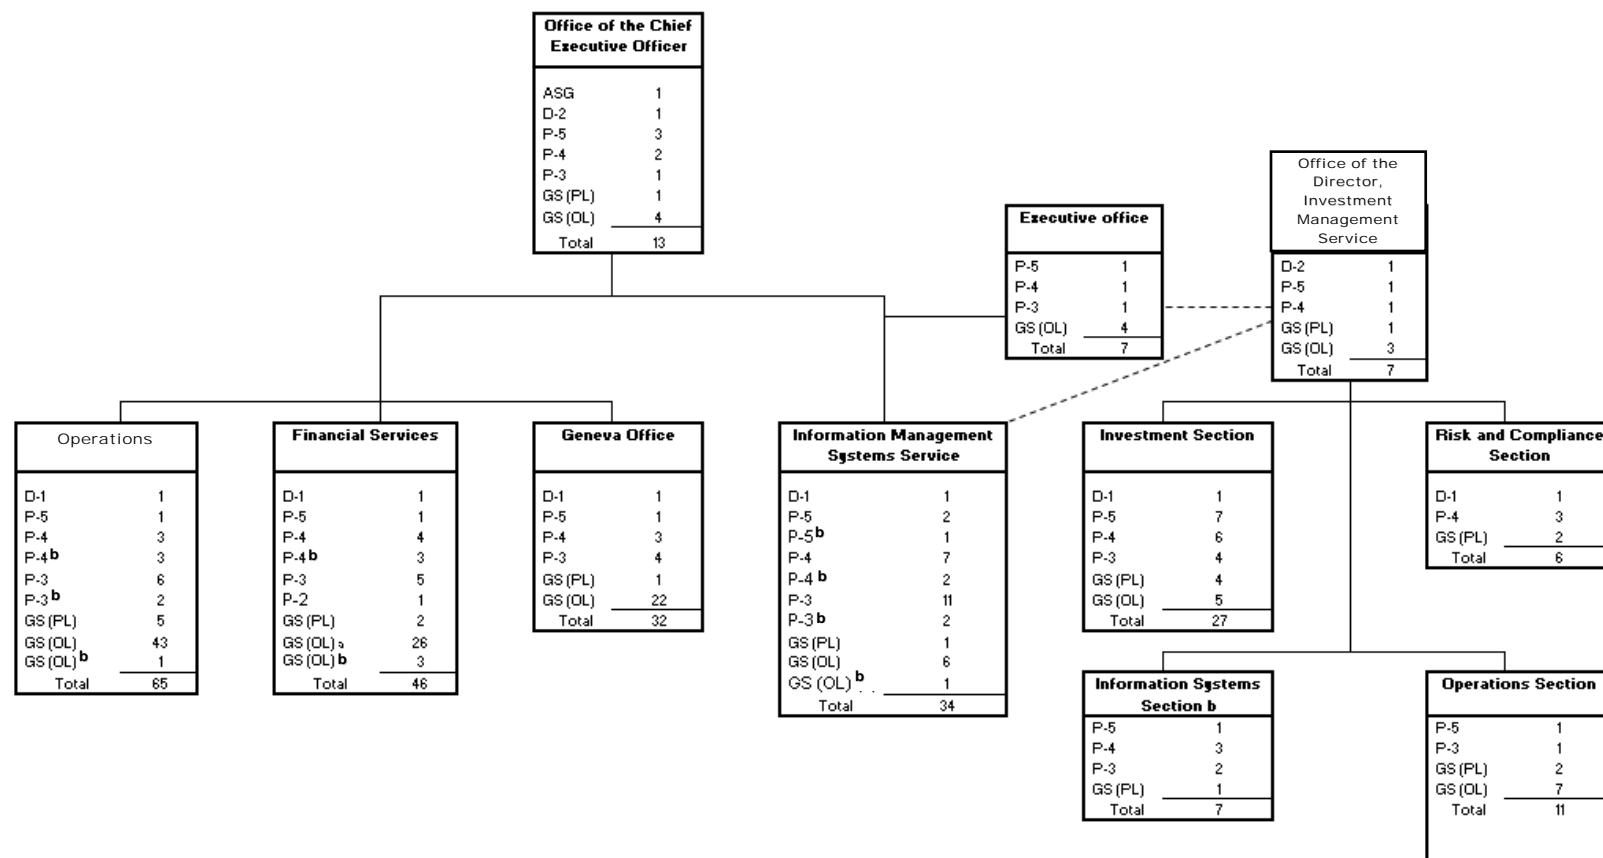 Office of the Chief
Executive Officer
ASG 1
D-2 1
P-5 3
P-4 2
P-3 1
GS (PL) 1
GS (OL) 4
Total 13
Executive office
P-5 1
P-4 1
P-3 1
GS (OL) 4
Total 7
Office of the
Director,
Investment
Management
Service
D-2 1
P-5 1
P-4 1
GS (PL) 1
GS (OL) 3
Total 7
Operations
D-1 1
P-5 1
P-4 3
P-4 b 3
P-3 6
P-3 b 2
GS (PL) 5
GS (OL) 43
GS (OL) b 1
Total 65
Financial Services
D-1 1
P-5 1
P-4 4
P-4 b 3
P-3 5
P-2 1
GS (PL) 2
GS (OL) a 26
GS (OL) b 3
Total 46
Geneva Office
D-1 1
P-5 1
P-4 3
P-3 4
GS (PL) 1
GS (OL) 22
Total 32
Information Management
Systems Service
D-1 1
P-5 2
P-5 b 1
P-4 7
P-4 b 2
P-3 11
P-3 b 2
GS (PL) 1
GS (OL) 6
GS (OL) b 1
Total 34
Investment Section
D-1 1
P-5 7
P-4 6
P-3 4
GS (PL) 4
GS (OL) 5
Total 27
Risk and Compliance
Section
D-1 1
P-4 3
GS (PL) 2
Total 6
Information Systems
Section b
P-5 1
P-4 3
P-3 2
GS (PL) 1
Total 7
Operations Section
P-5 1
P-3 1
GS (PL) 2
GS (OL) 7
Total 11